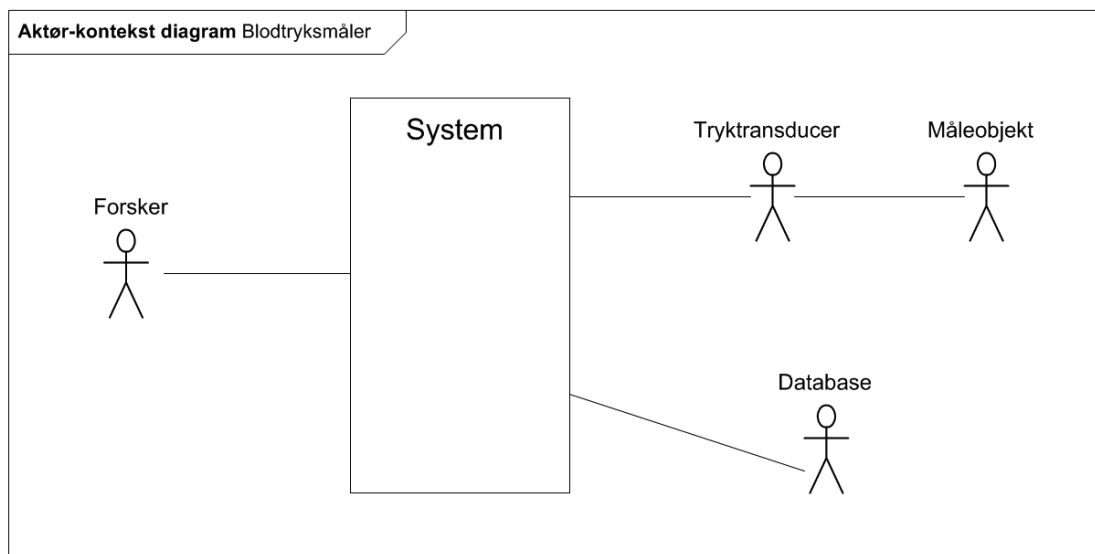 Aktør-kontekst diagram Blodtryksmåler
System
Tryktransducer
Måleobjekt
Forsker
Database